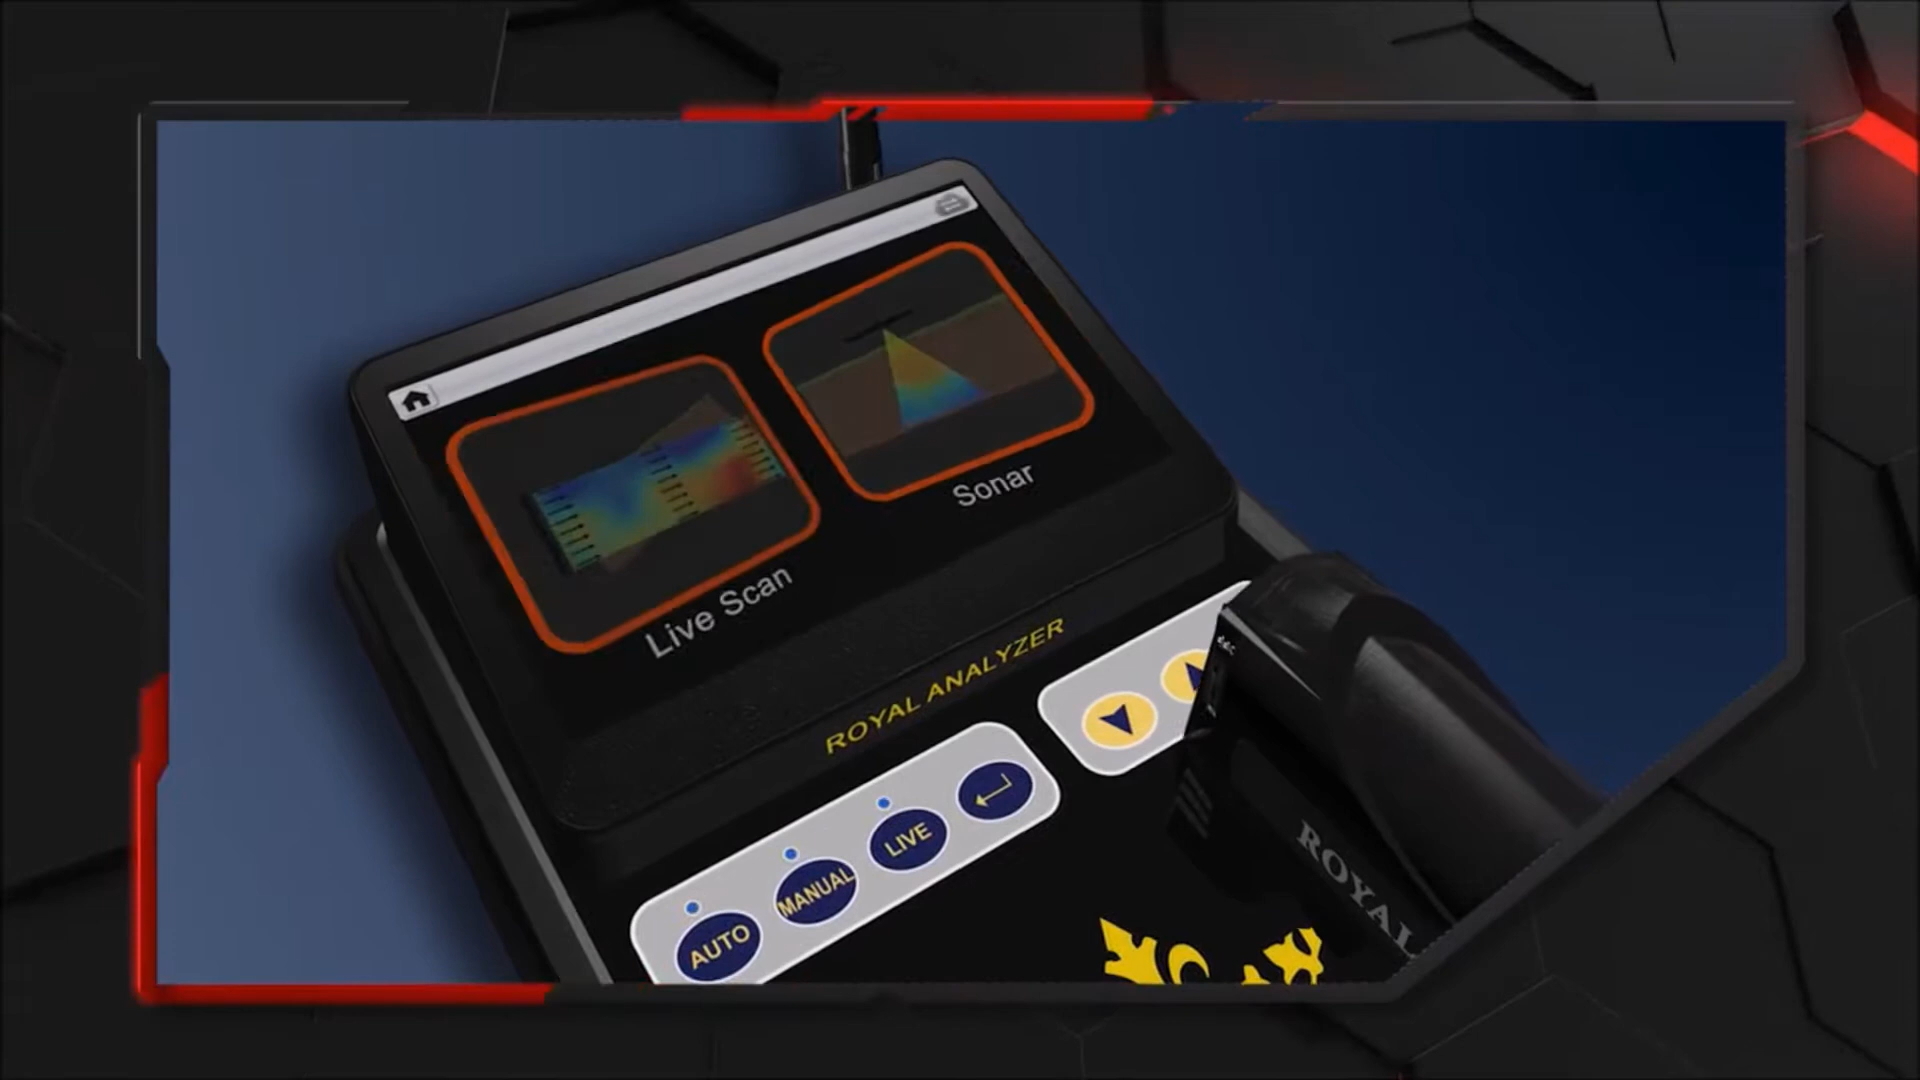 Sonar
Live Scan
ROYAL ANALYZER
AUTO
MANUAL
LIVE
ROYAL